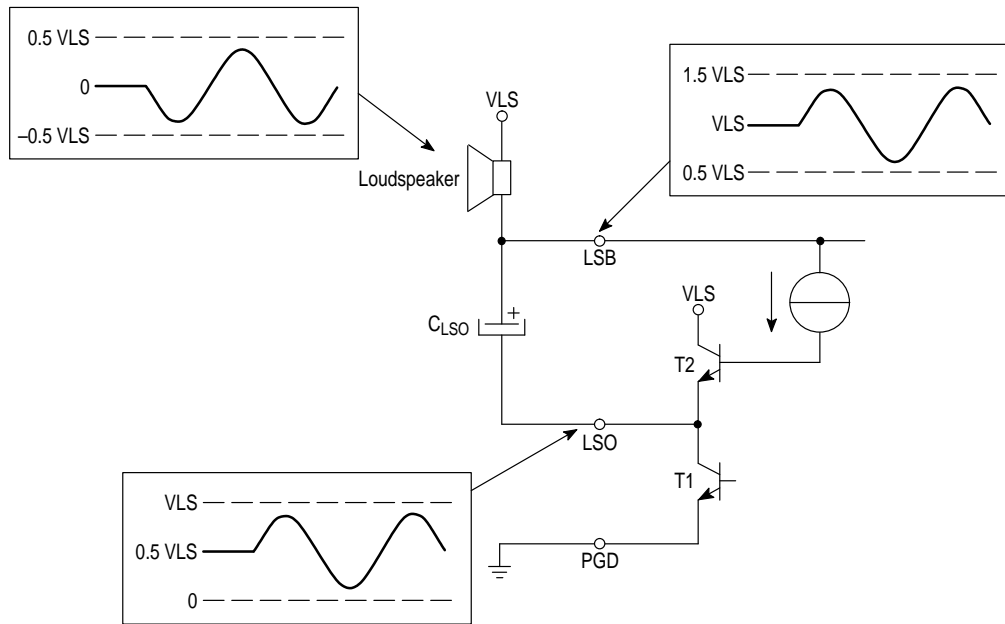 0.5 VLS
0
–0.5 VLS
1.5 VLS
VLS
0.5 VLS
VLS
Loudspeaker
LSB
VLS
+
CLSO
T2
LSO
T1
VLS
0.5 VLS
0
PGD